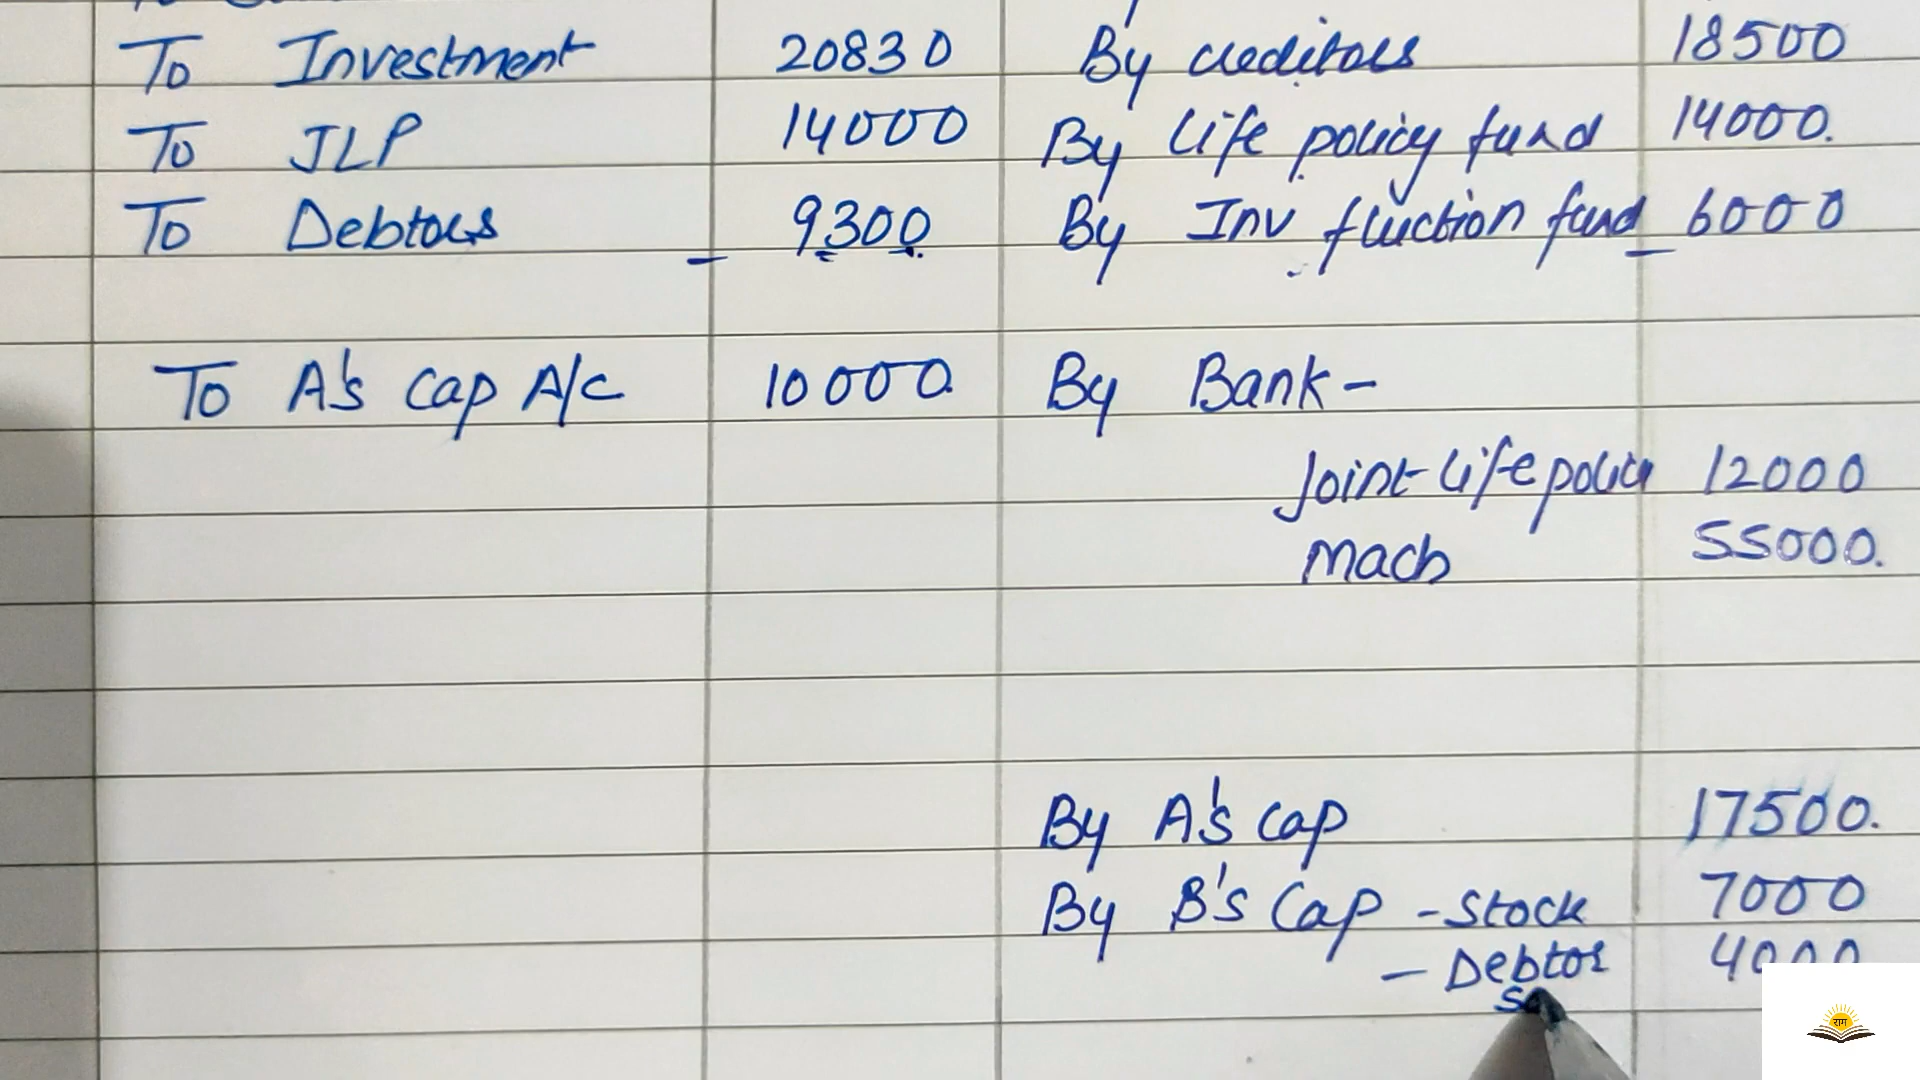 To Investment 20830 By creditors 18500
To JLP 14000 By Life policy fund 14000.
To Debtors 9300 By Inv fluction fund 6000
To A's Cap A/c 10000 By Bank -
Joint Life policy 12000
Mach 55000.
By A's Cap 17500.
By B's Cap - Stock 7000
- Debtor 4000
राम